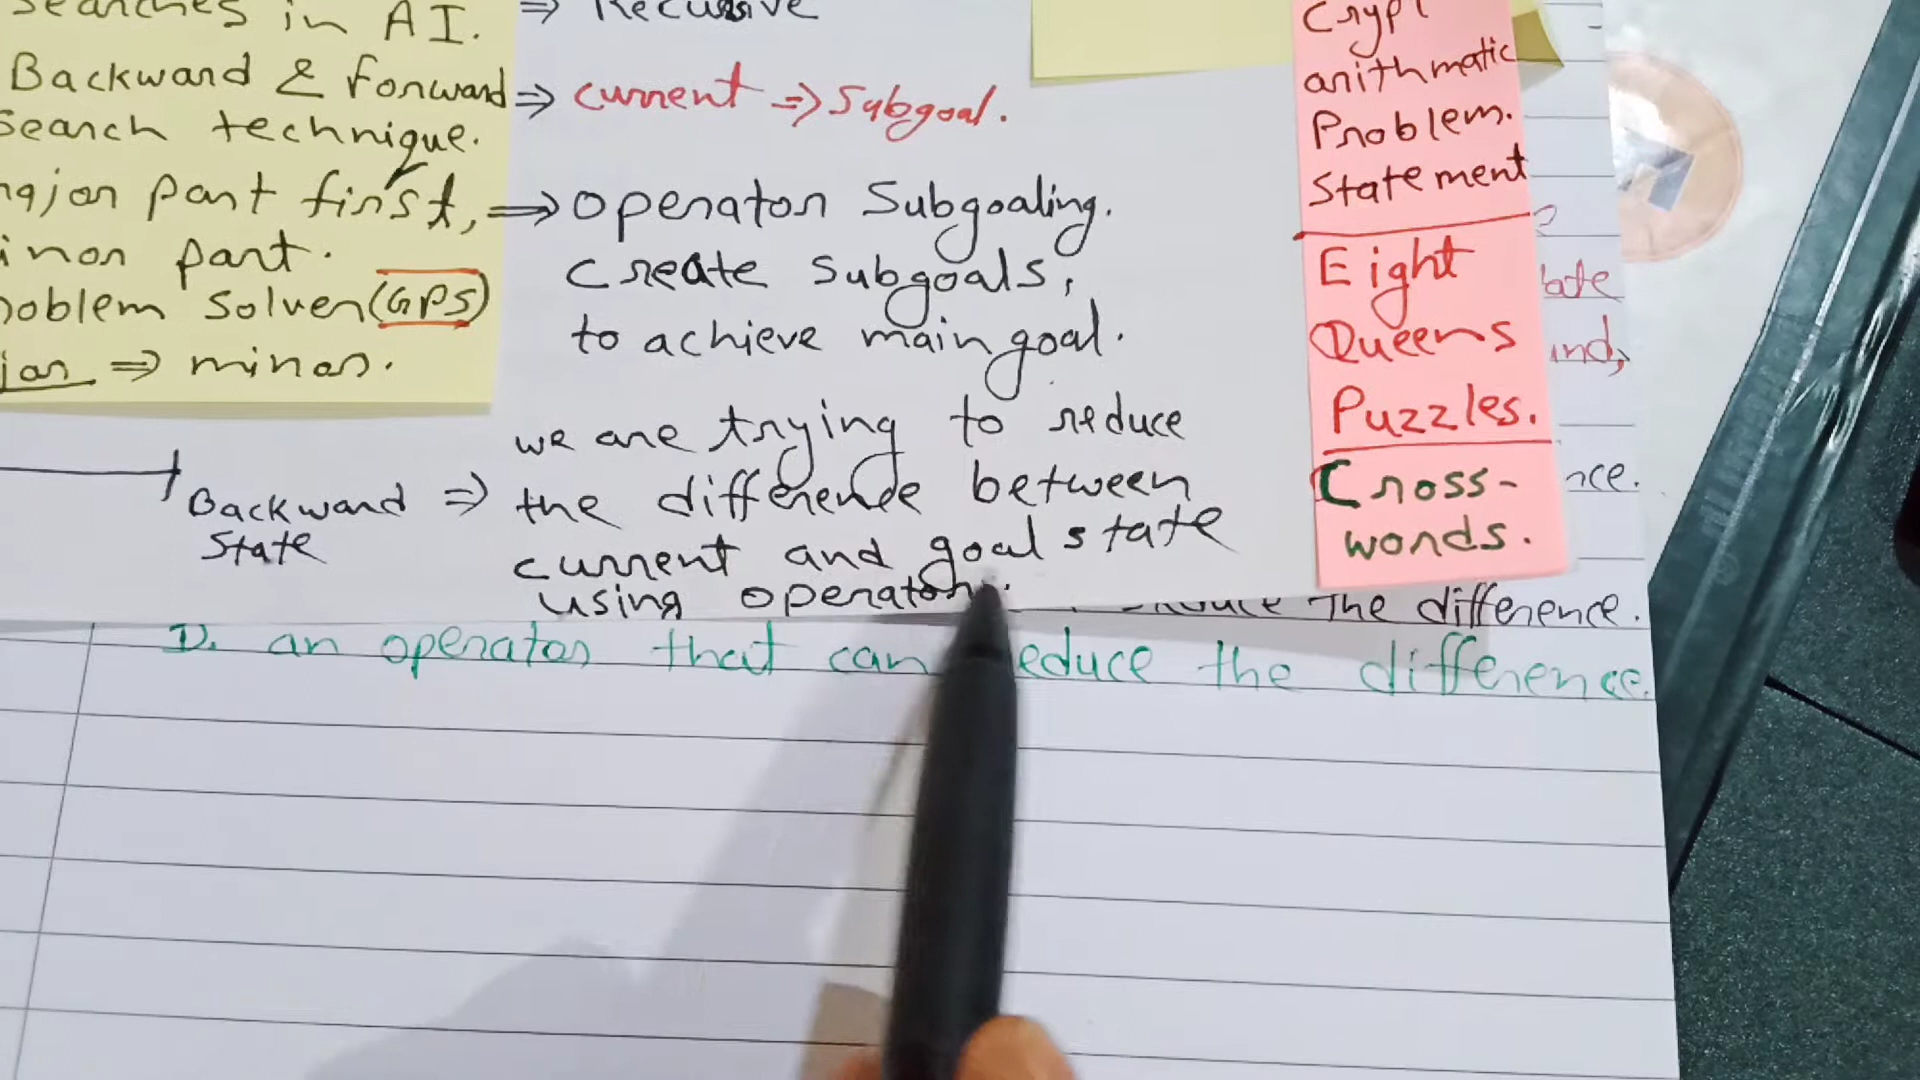 Searches in AI.
Backward & Forward
Search technique.
major part first,
minor part.
Problem Solver (GPS)
⇒ minor.
⇒ Recursive
⇒ current ⇒ Subgoal.
⇒ Operator Subgoaling.
Create Subgoals,
to achieve main goal.
Backward State ⇒
we are trying to reduce
the difference between
current and goal state
using operators.
Crypt
arithmatic
Problem.
Statement
Eight
Queens
Puzzles.
Cross-
words.
the difference.
D. an operator that can reduce the difference.